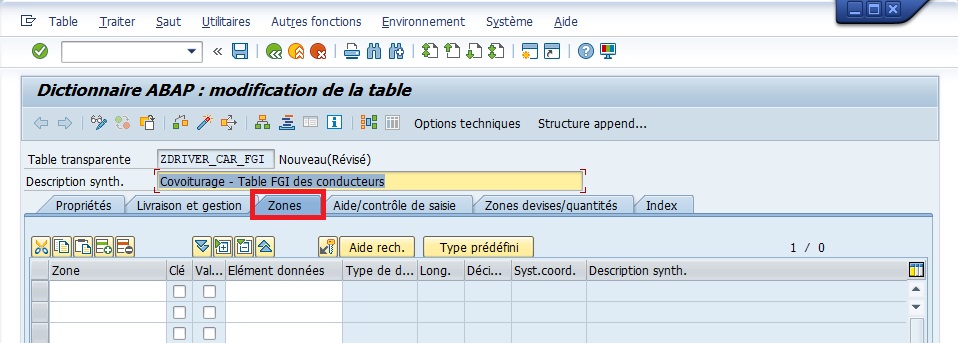 Table Traiter Saut Utilitaires Autres fonctions Environnement Système Aide
Dictionnaire ABAP : modification de la table
Options techniques Structure append...
Table transparente ZDRIVER_CAR_FGI Nouveau(Révisé)
Description synth. Covoiturage - Table FGI des conducteurs
Propriétés Livraison et gestion Zones Aide/contrôle de saisie Zones devises/quantités Index
Aide rech. Type prédéfini 1 / 0
Zone Clé Val... Elément données Type de d... Long. Déci... Syst.coord. Description synth.